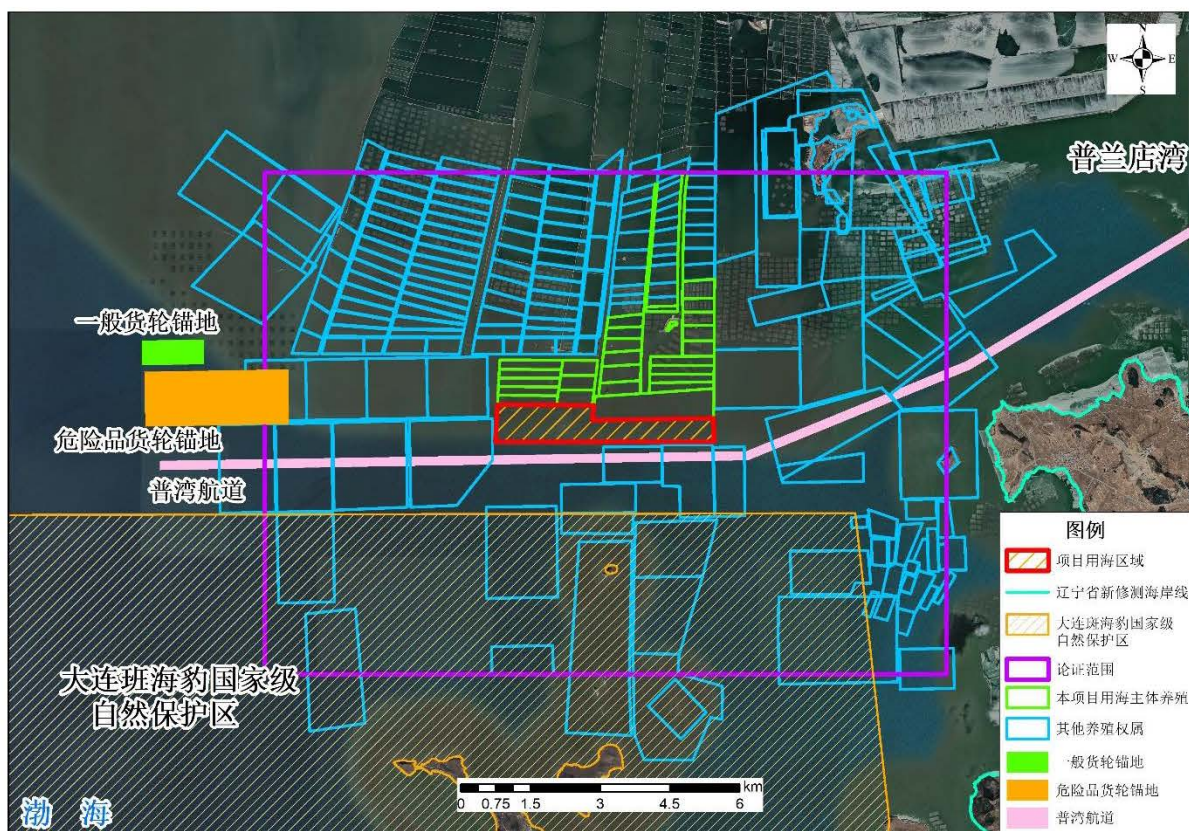 N
W E
S
普兰店湾
一般货轮锚地
危险品货轮锚地
普湾航道
大连班海豹国家级
自然保护区
渤 海
km
0 0.75 1.5 3 4.5 6
图例
项目用海区域
辽宁省新修测海岸线
大连斑海豹国家级
自然保护区
论证范围
本项目用海主体养殖
其他养殖权属
一般货轮锚地
危险品货轮锚地
普湾航道